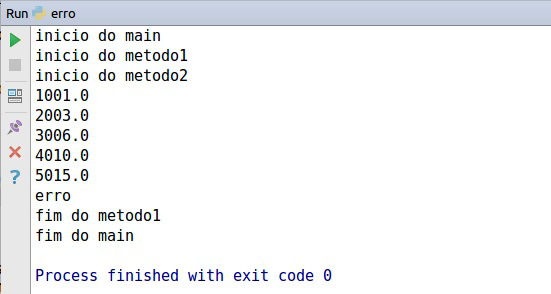 Run erro
inicio do main
inicio do metodo1
inicio do metodo2
1001.0
2003.0
3006.0
4010.0
5015.0
erro
fim do metodo1
fim do main
Process finished with exit code 0